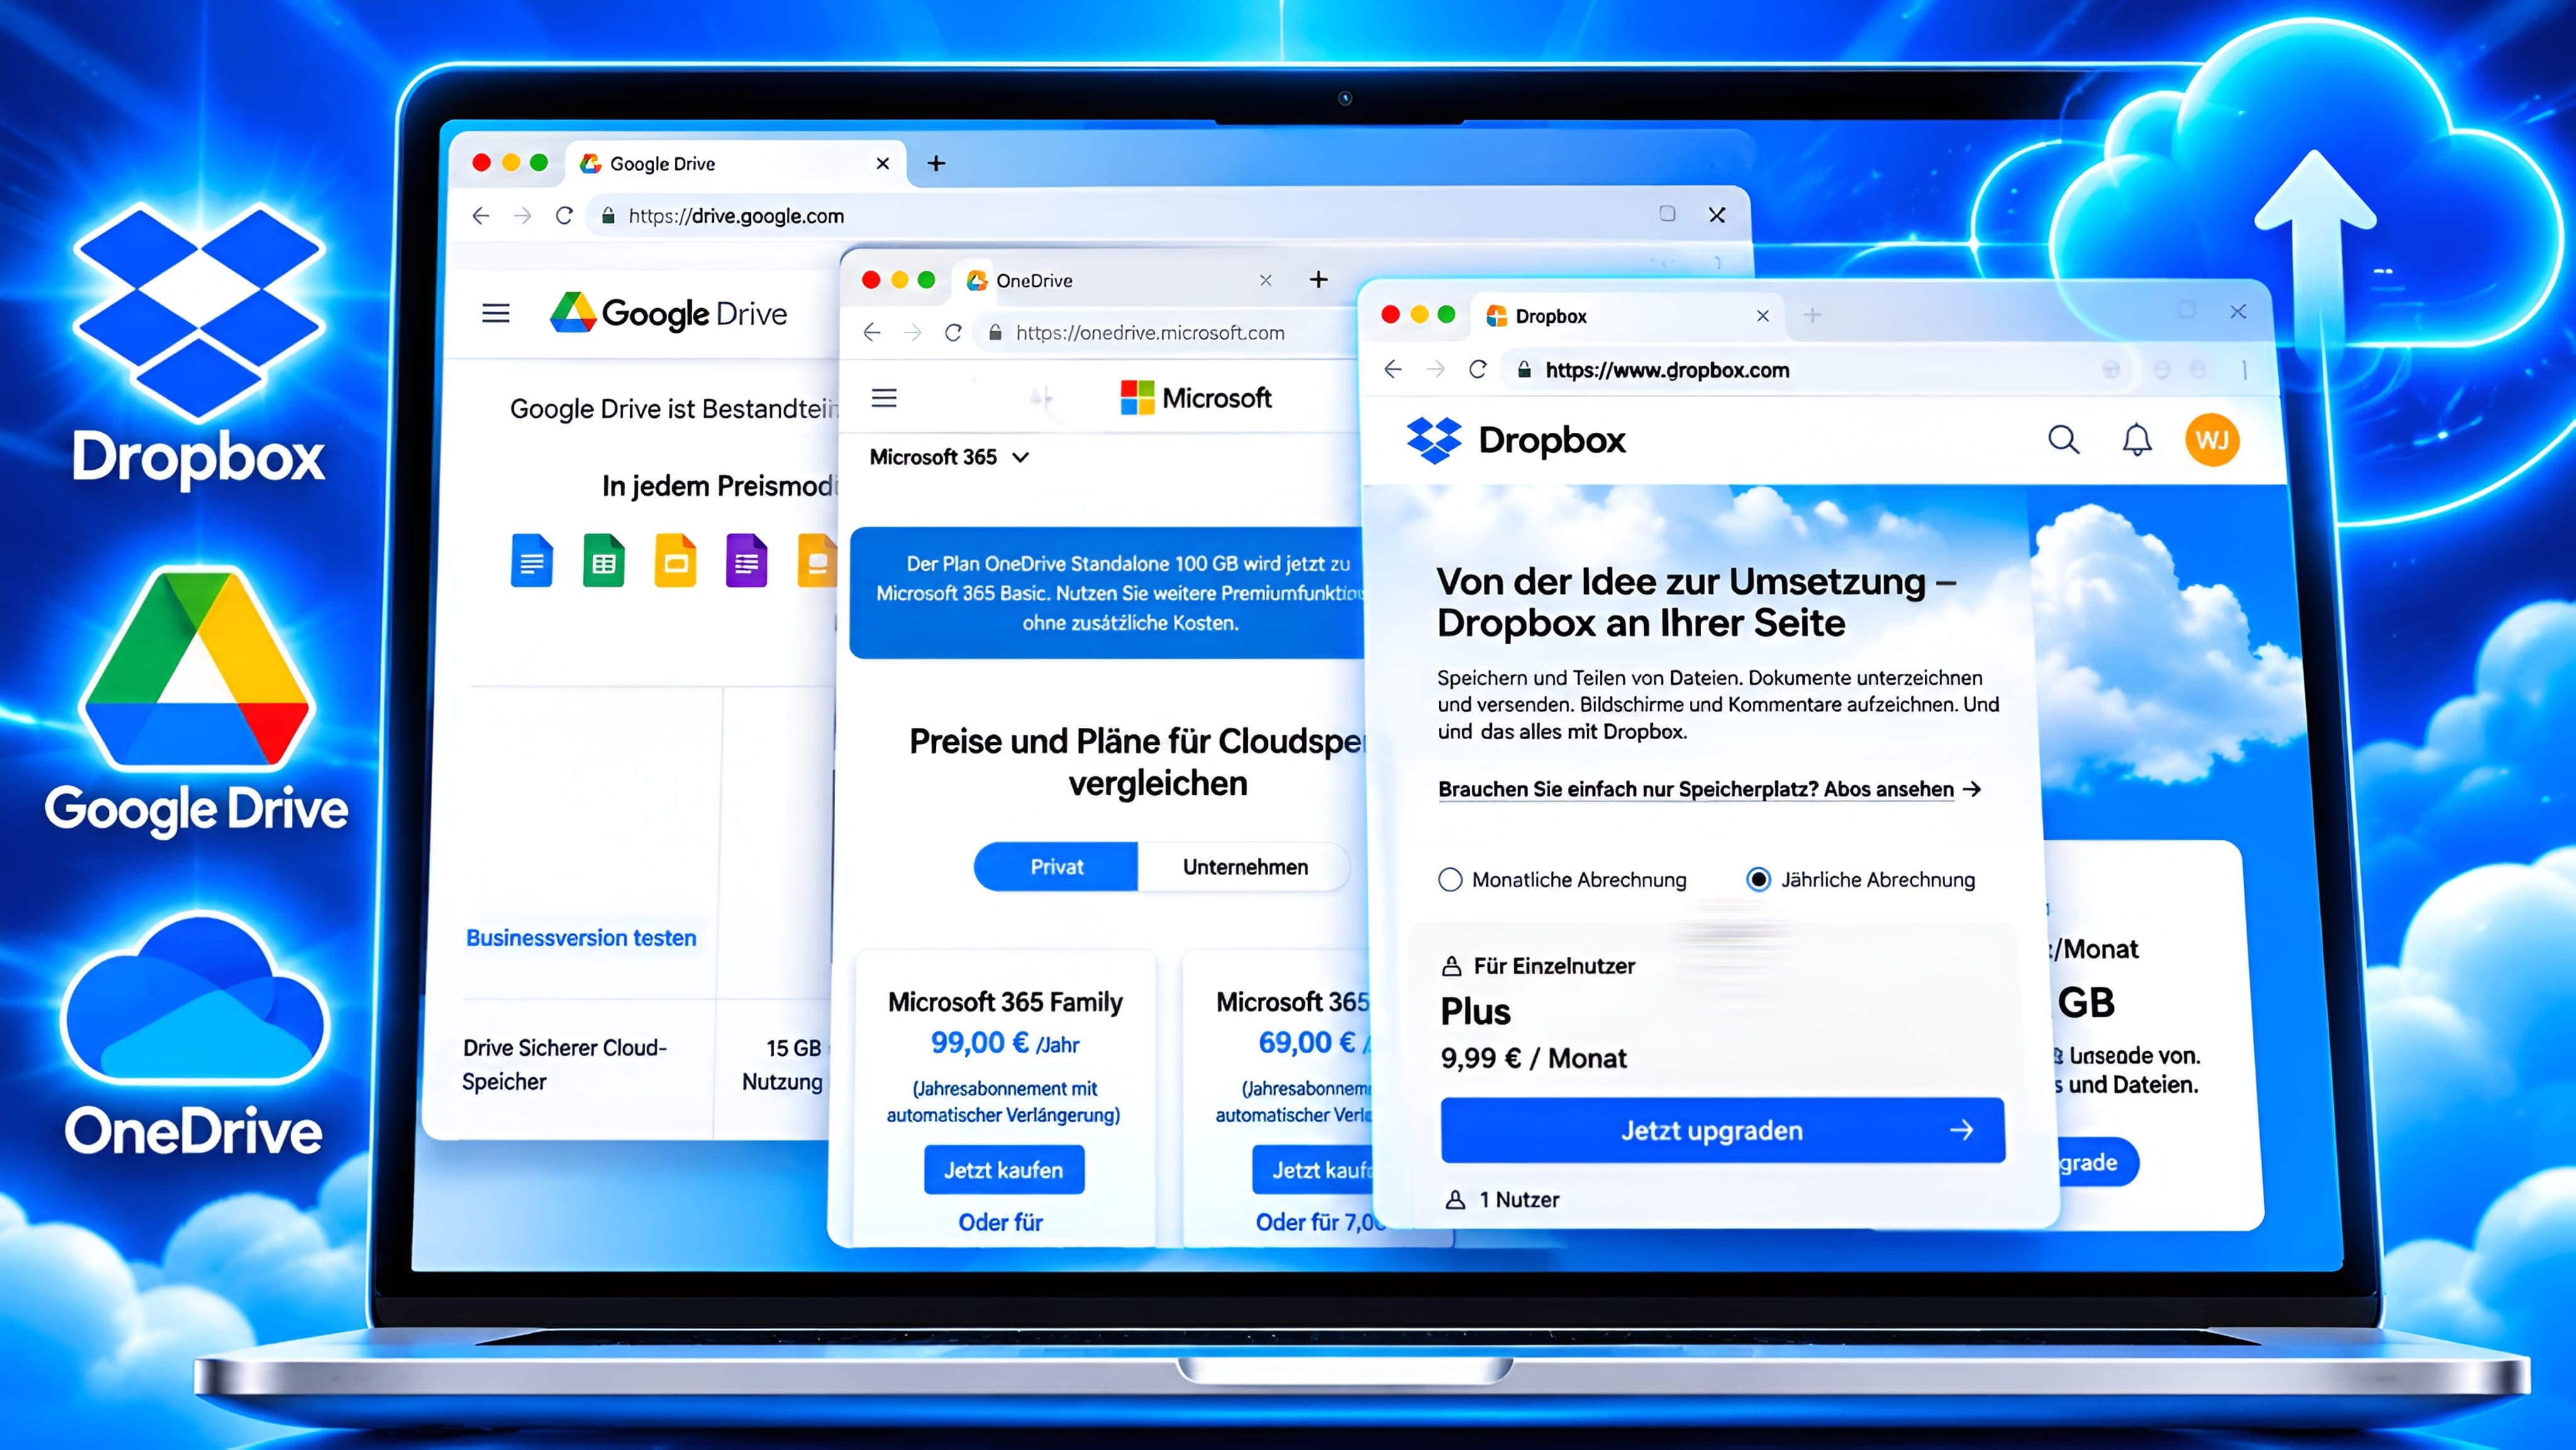 Dropbox
Google Drive
OneDrive
Google Drive
https://drive.google.com
Google Drive
Google Drive ist Bestandtein
In jedem Preismodi
Businessversion testen
Drive Sicherer Cloud-
Speicher
15 GB
Nutzung
OneDrive
https://onedrive.microsoft.com
Microsoft
Microsoft 365
Der Plan OneDrive Standalone 100 GB wird jetzt zu
Microsoft 365 Basic. Nutzen Sie weitere Premiumfunktio
ohne zusátźliche Kosten.
Preise und Pläne für Cloudspe
vergleichen
Privat
Unternehmen
Microsoft 365 Family
99,00 € /Jahr
(Jahresabonnement mit
automatischer Verlángerung)
Jetzt kaufen
Oder für
Microsoft 365
69,00 € /
(Jahresabonnem
automatischer Verl
Jetzt kauf
Oder für 7,0
Dropbox
https://www.dropbox.com
Dropbox
WJ
Von der Idee zur Umsetzung –
Dropbox an Ihrer Seite
Speichern und Teilen von Dateien. Dokumente unterzeichnen
und versenden. Bildschirme und Kommentare aufzeichnen. Und
und das alles mit Dropbox.
Brauchen Sie einfach nur Speicherplatz? Abos ansehen →
Monatliche Abrechnung
Jährliche Abrechnung
Für Einzelnutzer
Plus
9,99 € / Monat
Jetzt upgraden →
1 Nutzer
/Monat
GB
von.
und Dateien.
grade